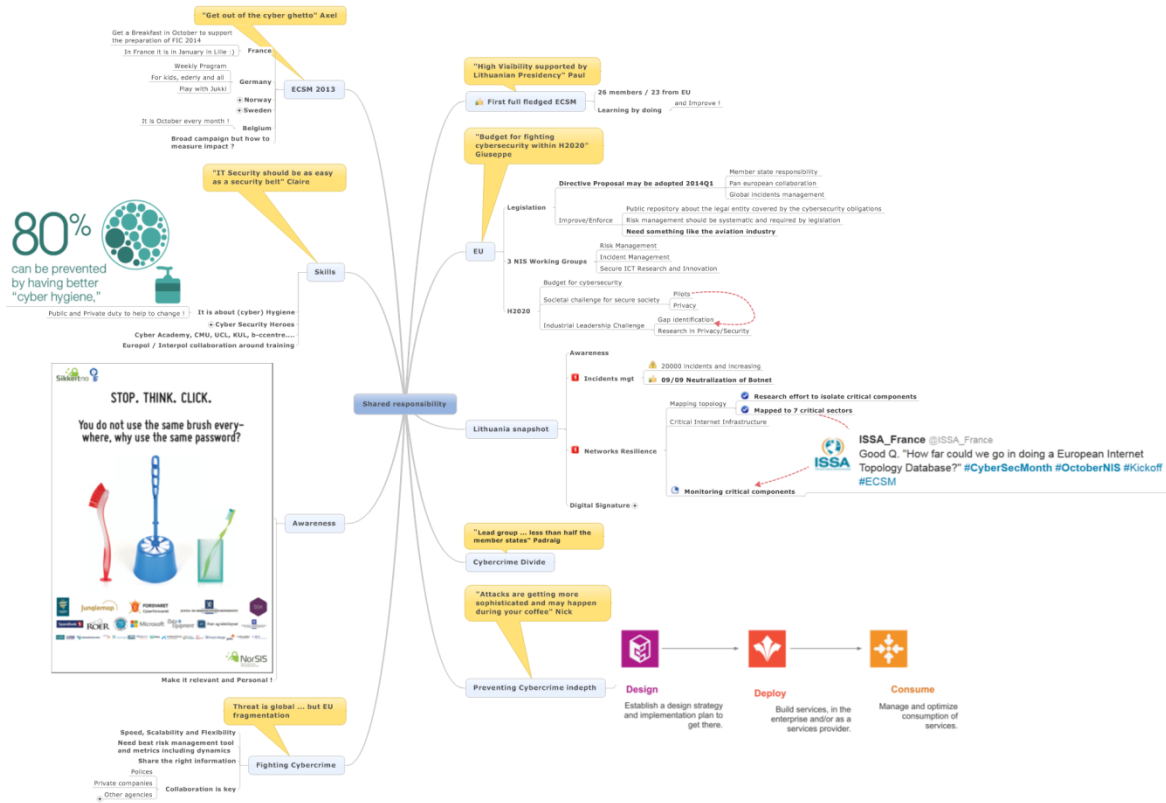 "Get out of the cyber ghetto" Axel
Get a Breakfast in October to support
the preparation of FIC 2014
In France it is in January in Lille :)
France
Weekly Program
For kids, ederly and all
Play with Jukki
Germany
Norway
Sweden
It is October every month !
Belgium
Broad campaign but how to
measure impact ?
ECSM 2013
"IT Security should be as easy
as a security belt" Claire
80%
can be prevented
by having better
"cyber hygiene,"
Skills
Public and Private duty to help to change !
It is about (cyber) Hygiene
Cyber Security Heroes
Cyber Academy, CMU, UCL, KUL, b-ccentre....
Europol / Interpol collaboration around training
Sikkert.no
STOP. THINK. CLICK.
You do not use the same brush every-
where, why use the same password?
Junglemap
FORSVARET
ROER
Microsoft
NorSIS
Awareness
Make it relevant and Personal !
Threat is global ... but EU
fragmentation
Speed, Scalability and Flexibility
Need best risk management tool
and metrics including dynamics
Share the right information
Polices
Private companies
Other agencies
Collaboration is key
Fighting Cybercrime
Shared responsibility
"High Visibility supported by
Lithuanian Presidency" Paul
First full fledged ECSM
26 members / 23 from EU
Learning by doing
and Improve !
"Budget for fighting
cybersecurity within H2020"
Giuseppe
EU
Legislation
Directive Proposal may be adopted 2014Q1
Member state responsibility
Pan european collaboration
Global incidents management
Improve/Enforce
Public repository about the legal entity covered by the cybersecurity obligations
Risk management should be systematic and required by legislation
Need something like the aviation industry
3 NIS Working Groups
Risk Management
Incident Management
Secure ICT Research and Innovation
H2020
Budget for cybersecurity
Societal challenge for secure society
Pilots
Privacy
Industrial Leadership Challenge
Gap identification
Research in Privacy/Security
Lithuania snapshot
Awareness
Incidents mgt
20000 Incidents and Increasing
09/09 Neutralization of Botnet
Networks Resilience
Mapping topology
Research effort to isolate critical components
Mapped to 7 critical sectors
Critical Internet Infrastructure
Monitoring critical components
Digital Signature
ISSA
ISSA_France @ISSA_France
Good Q. "How far could we go in doing a European Internet
Topology Database?" #CyberSecMonth #OctoberNIS #Kickoff
#ECSM
"Lead group ... less than half the
member states" Padraig
Cybercrime Divide
"Attacks are getting more
sophisticated and may happen
during your coffee" Nick
Preventing Cybercrime indepth
Design
Establish a design strategy
and implementation plan to
get there.
Deploy
Build services, in the
enterprise and/or as a
services provider.
Consume
Manage and optimize
consumption of
services.